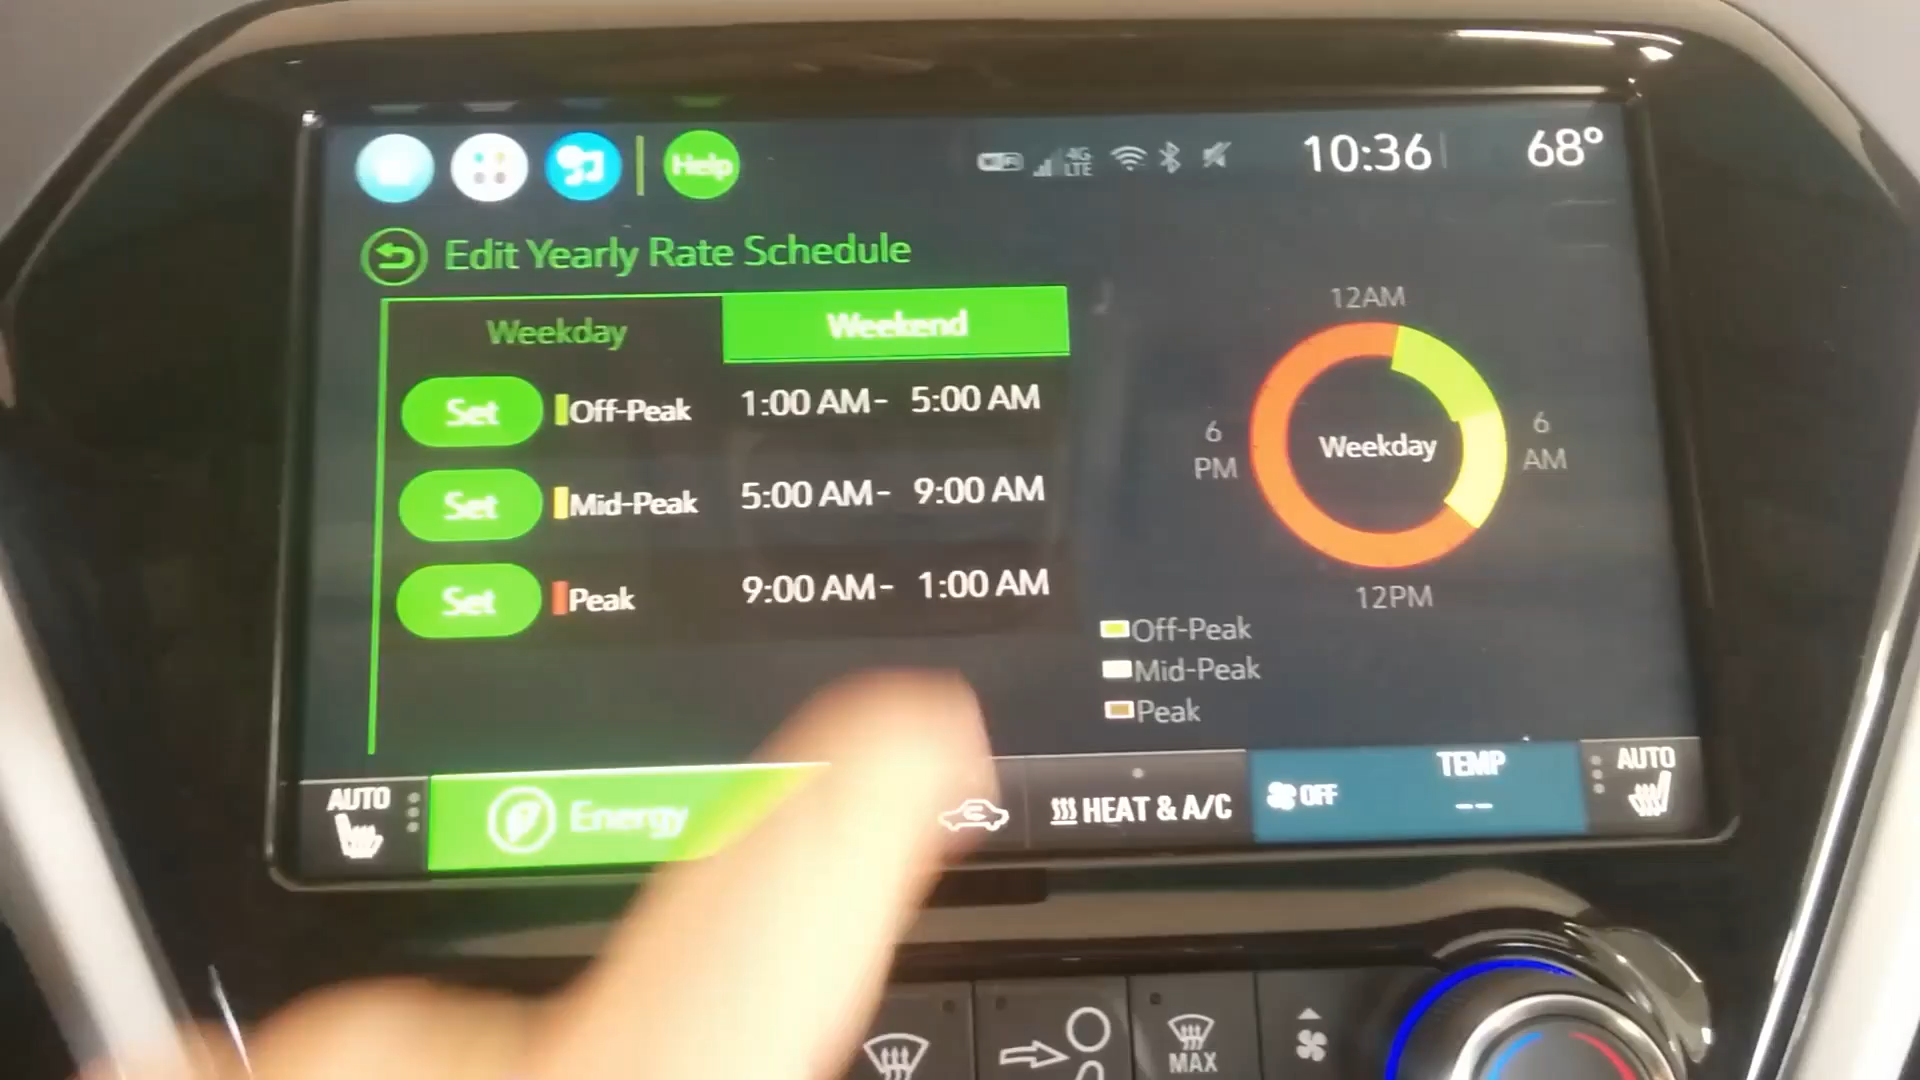 Help
4G
LTE
10:36
68°
Edit Yearly Rate Schedule
Weekday
Weekend
Set
Off-Peak
1:00 AM- 5:00 AM
Set
Mid-Peak
5:00 AM- 9:00 AM
Set
Peak
9:00 AM- 1:00 AM
12AM
6
AM
Weekday
6
PM
12PM
Off-Peak
Mid-Peak
Peak
AUTO
Energy
HEAT & A/C
OFF
TEMP
--
AUTO
MAX